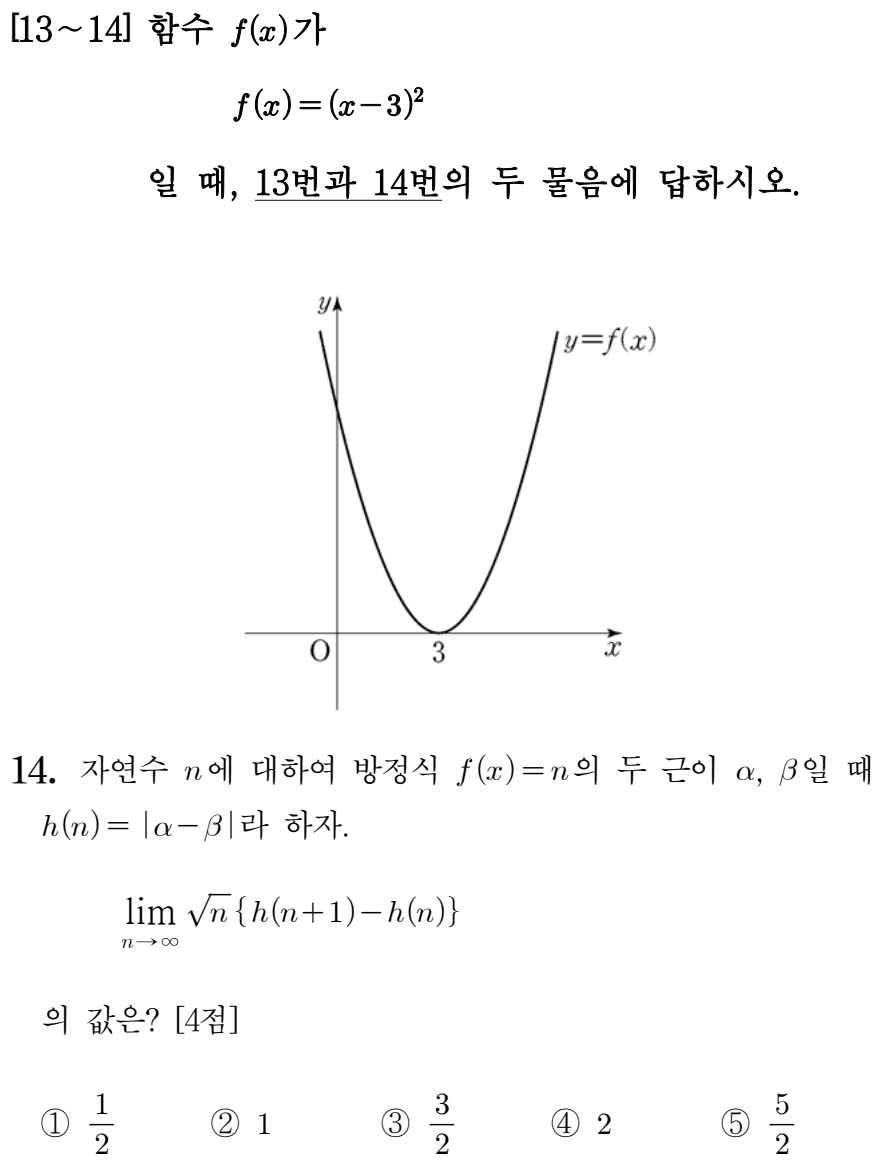 [13~14] 함수 f(x)가
f(x)=(x-3)²
일 때, 13번과 14번의 두 물음에 답하시오.
y
y=f(x)
O 3 x
14. 자연수 n에 대하여 방정식 f(x)=n의 두 근이 α, β일 때
h(n)= |α-β|라 하자.
lim n→∞ √n{h(n+1)-h(n)}
의 값은? [4점]
① 1/2 ② 1 ③ 3/2 ④ 2 ⑤ 5/2